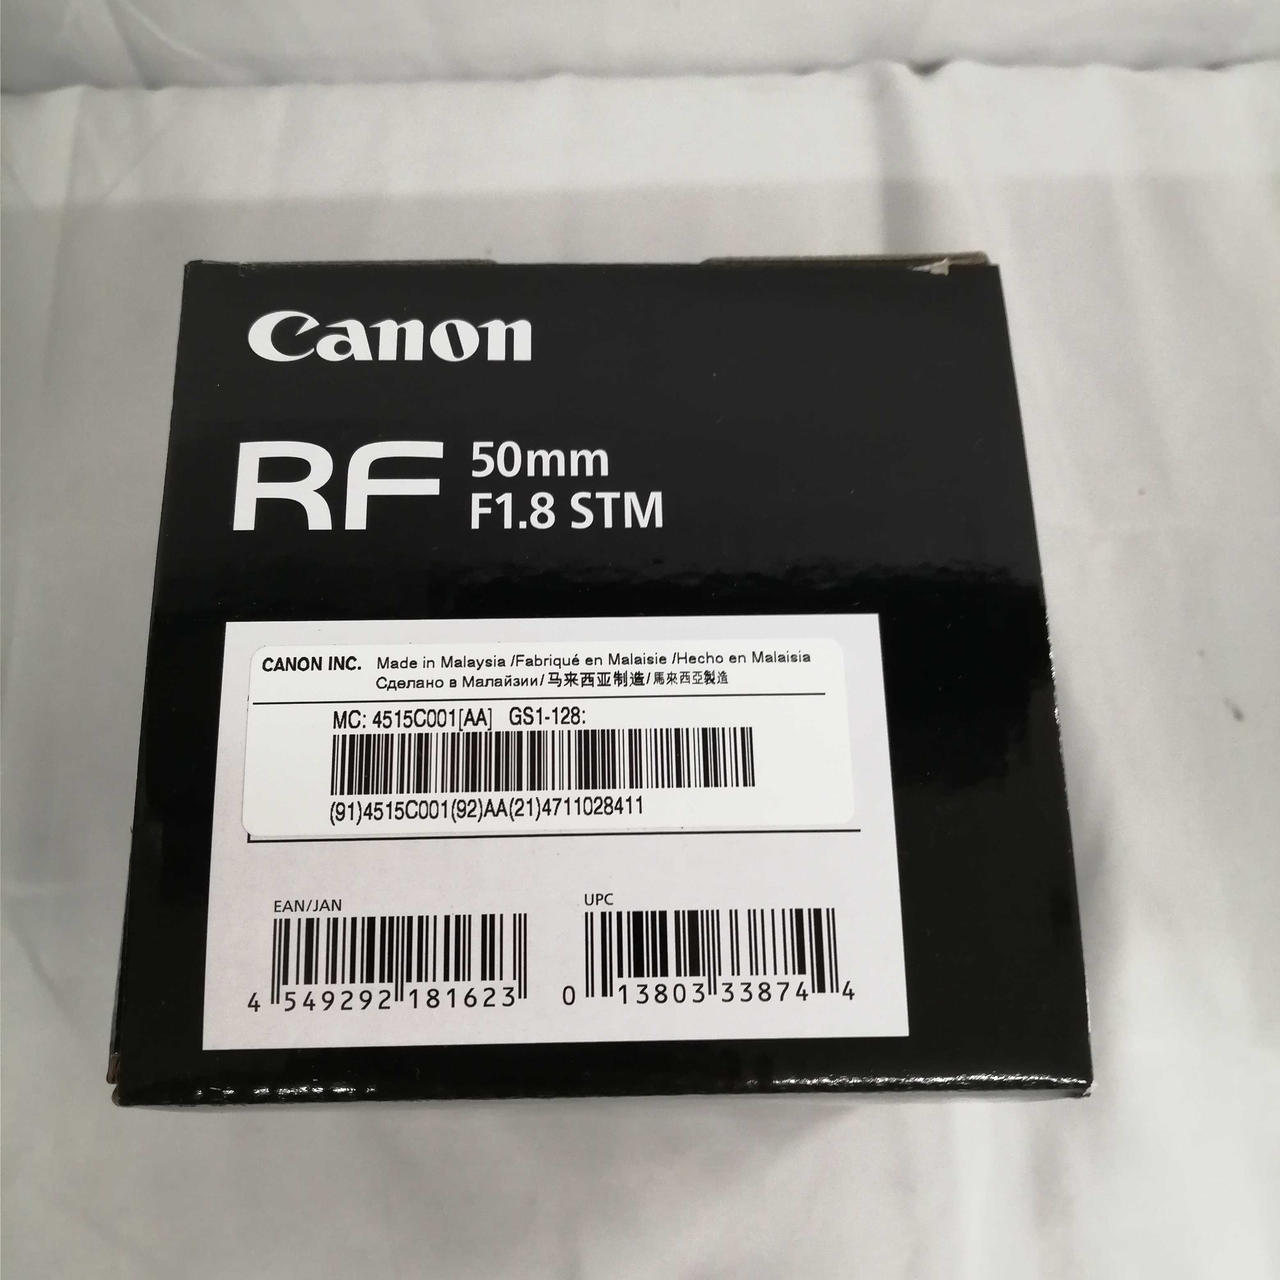 Canon
RF 50mm
F1.8 STM
CANON INC. Made in Malaysia /Fabriqué en Malaisie /Hecho en Malaisia
Сделано в Малайзии/ 马来西亚制造/馬來西亞製造
MC: 4515C001[AA] GS1-128:
(91)4515C001(92)AA(21)4711028411
EAN/JAN
4 549292 181623
UPC
0 13803 33874 4